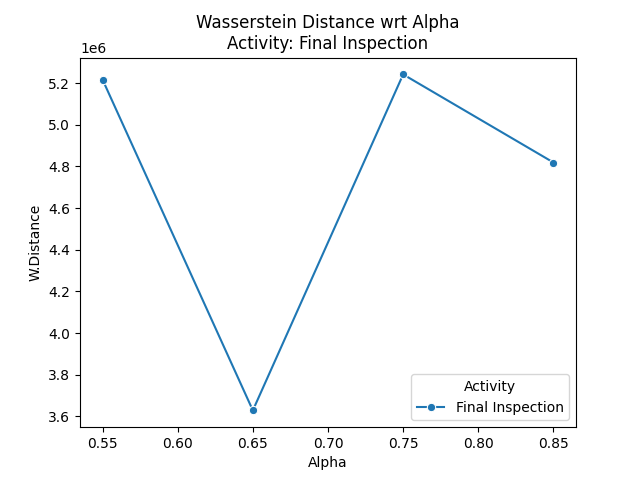 Wasserstein Distance wrt Alpha
Activity: Final Inspection
1e6
5.2
5.0
4.8
4.6
4.4
4.2
4.0
3.8
3.6
W.Distance
Activity
Final Inspection
0.55
0.60
0.65
0.70
0.75
0.80
0.85
Alpha